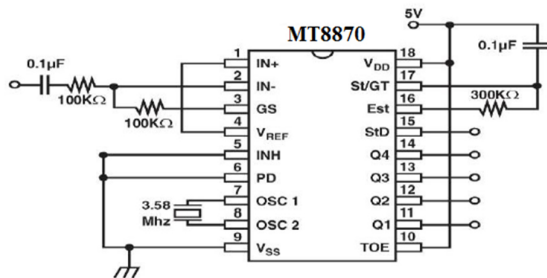 MT8870
5V
0.1µF
0.1µF
100KΩ
100KΩ
300KΩ
3.58
Mhz
1 IN+
2 IN-
3 GS
4 VREF
5 INH
6 PD
7 OSC 1
8 OSC 2
9 VSS
VDD 18
St/GT 17
Est 16
StD 15
Q4 14
Q3 13
Q2 12
Q1 11
TOE 10